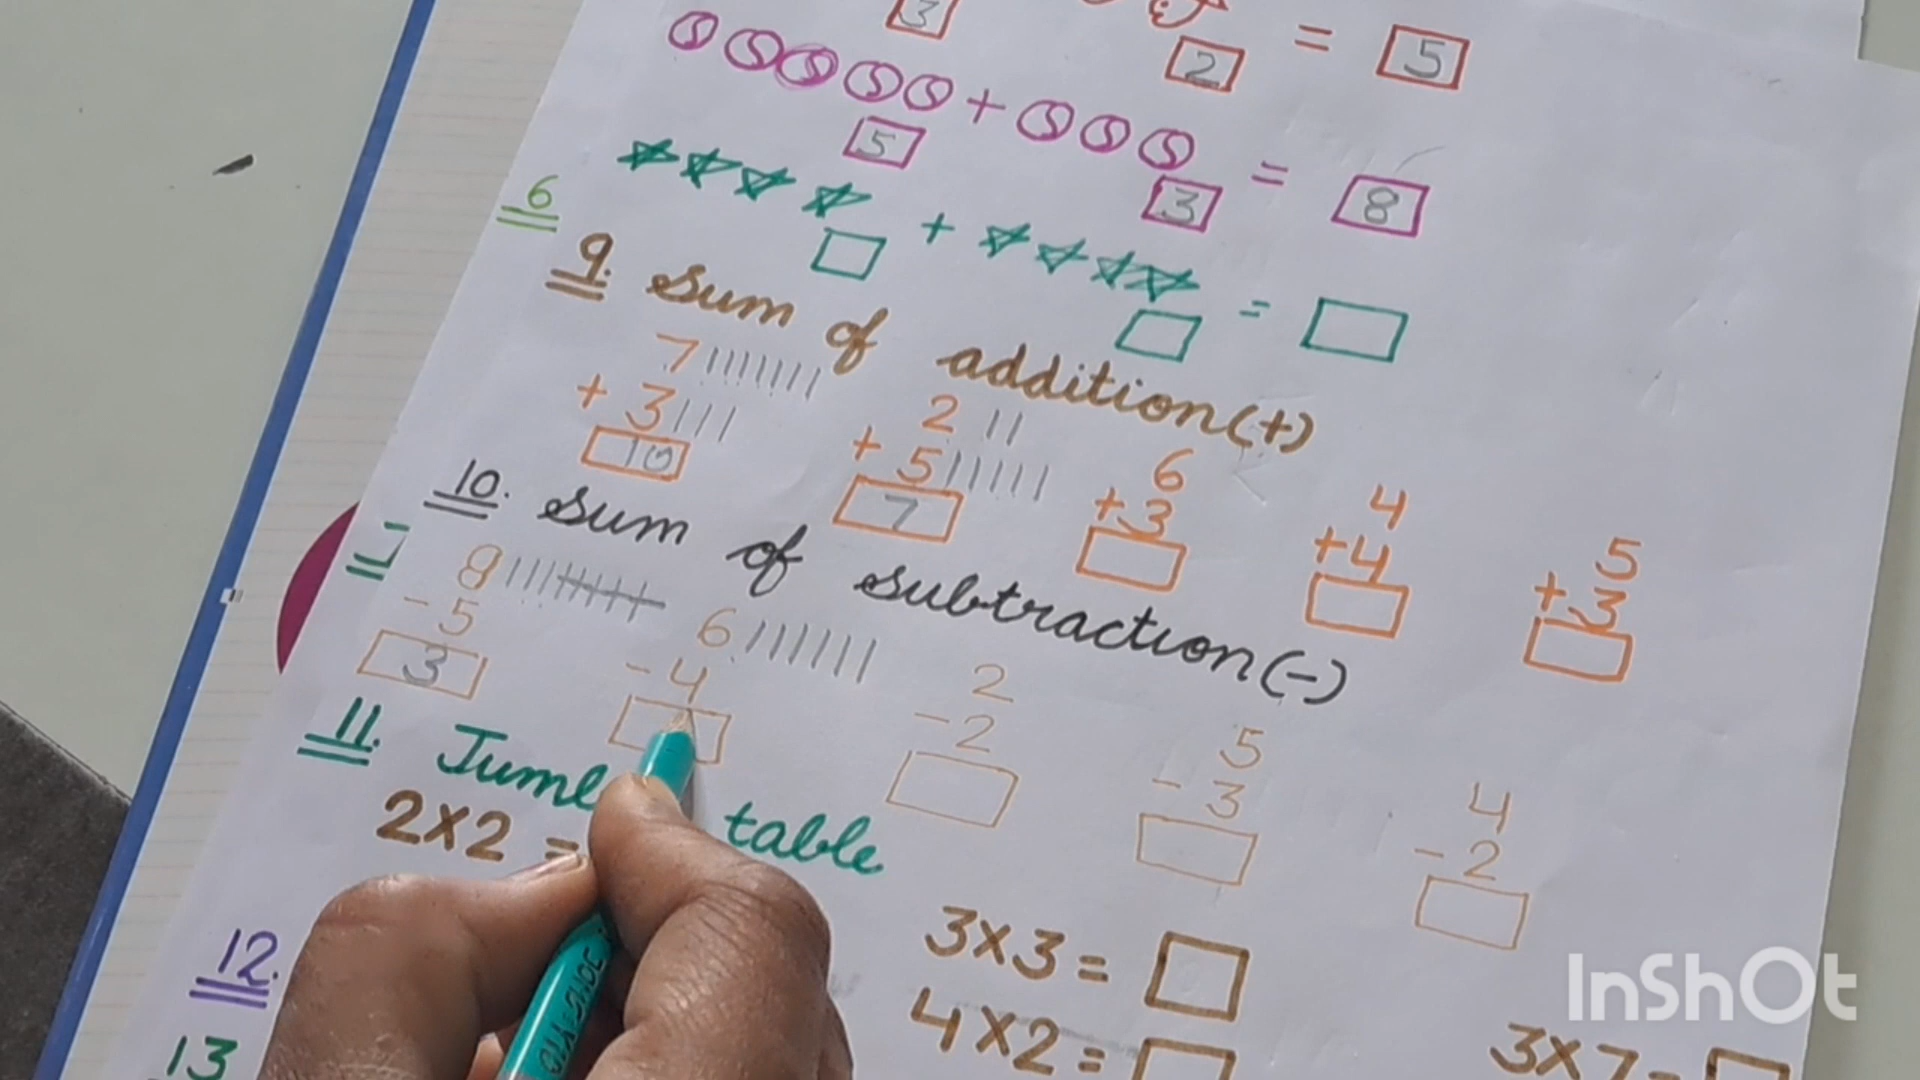 3 2 = 5
+
5 3 = 8
6 + =
9. Sum of addition(+)
7 2 6 4 5
+ 3 + 5 + 3 + 4 + 3
10 7
10. Sum of subtraction(-)
8 6 2 5 4
- 5 - 4 - 2 - 3 - 2
3
11. table
2x2 = 3x3 =
12. 4x2 = 3x7 =
13
InShOt